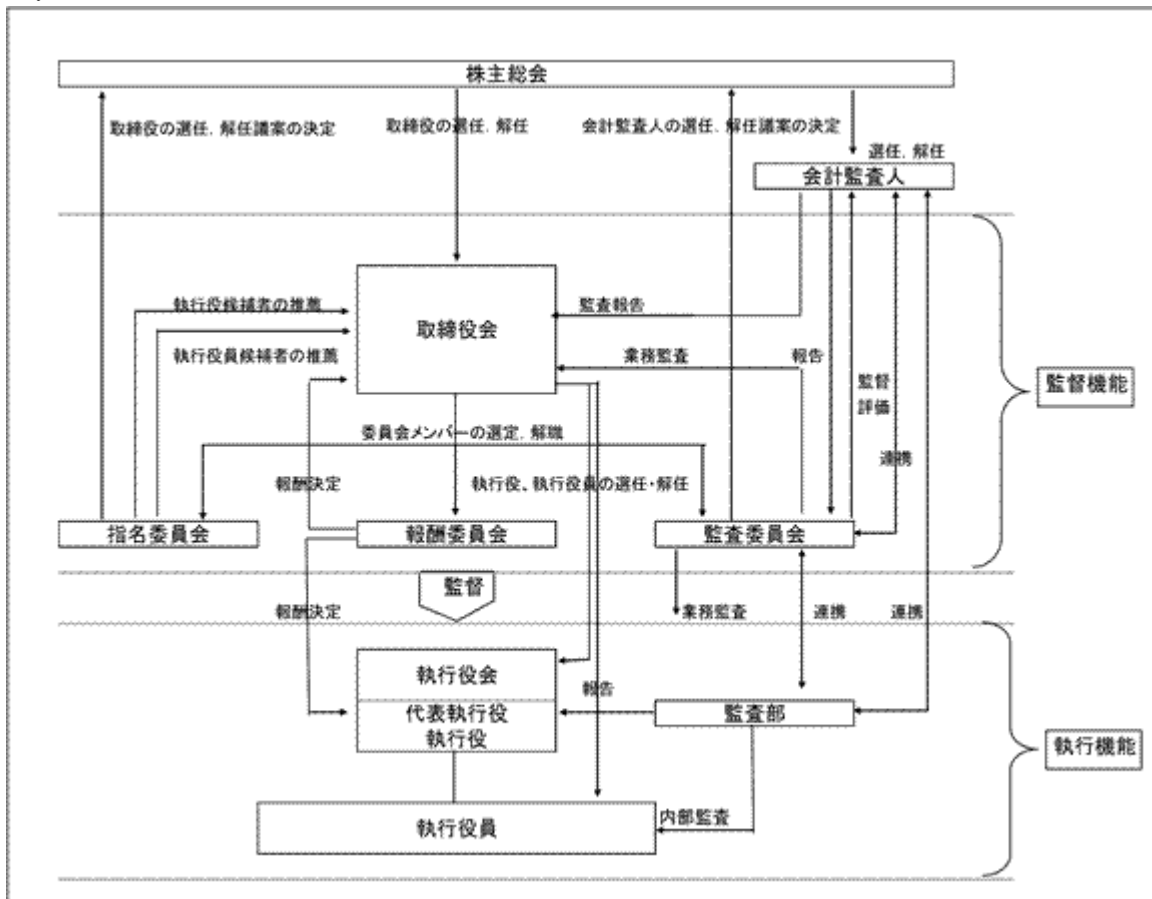 株主総会
取締役の選任．解任議案の決定
取締役の選任．解任
会計監査人の選任．解任議案の決定
選任．解任
会計監査人
執行役候補者の推薦
監査報告
取締役会
執行役員候補者の推薦
業務監査
報告
監督
評価
監督機能
委員会メンバーの選定．解職
連携
報酬決定
執行役、執行役員の選任・解任
指名委員会
報酬委員会
監査委員会
監督
報酬決定
業務監査
連携
連携
執行役会
報告
代表執行役
執行役
監査部
執行機能
執行役員
内部監査